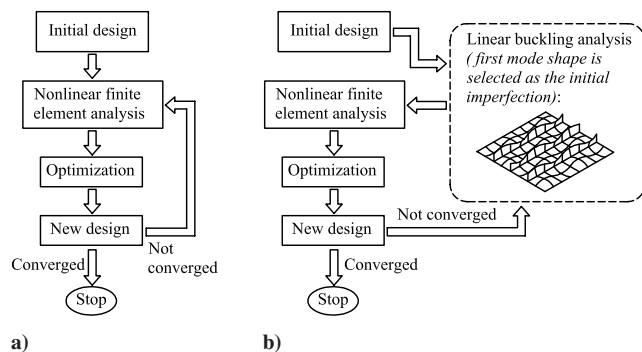 Initial design
Nonlinear finite
element analysis
Optimization
New design
Converged
Not
converged
Stop
a)
Initial design
Linear buckling analysis
( first mode shape is
selected as the initial
imperfection):
Nonlinear finite
element analysis
Optimization
New design
Not converged
Converged
Stop
b)